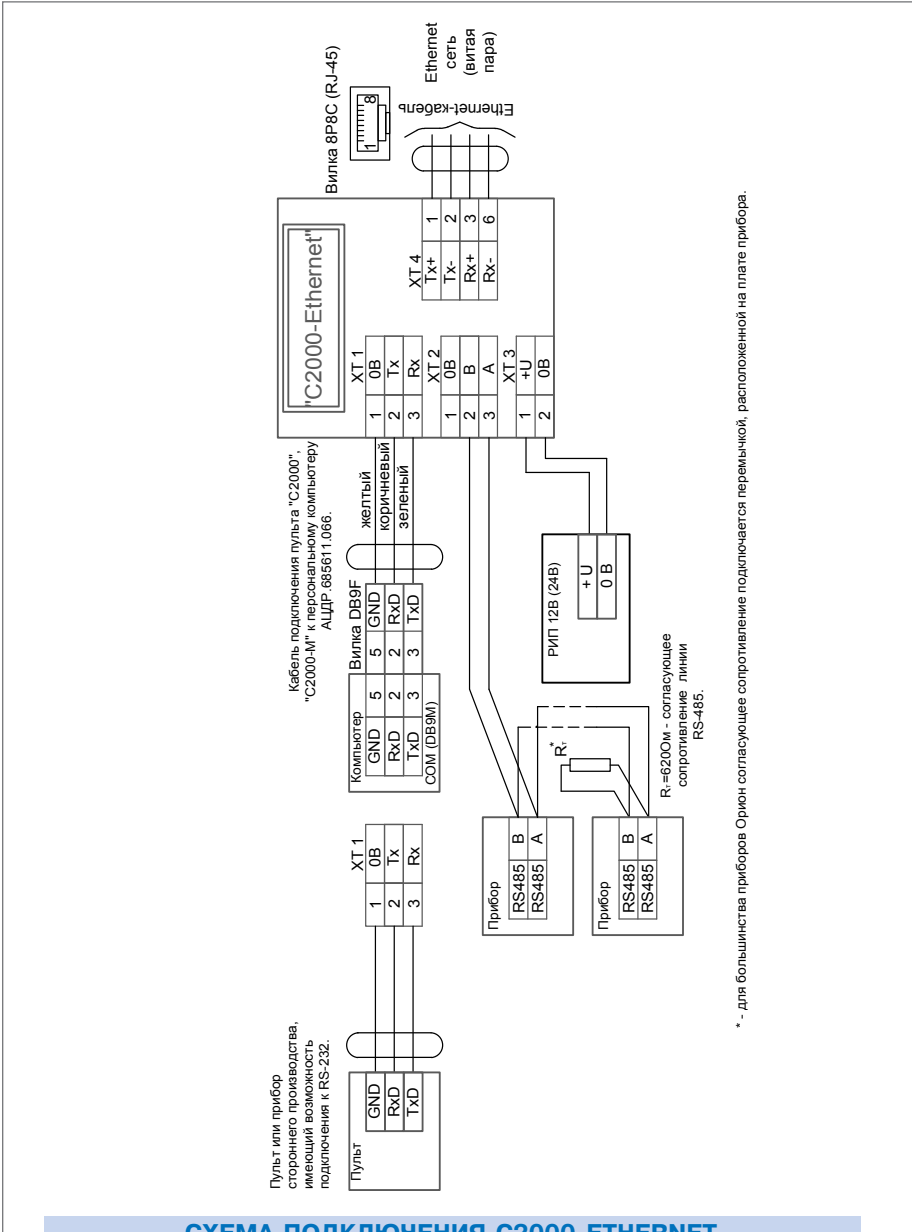 Пульт или прибор
стороннего производства,
имеющий возможность
подключения к RS-232.
Пульт
GND
RxD
TxD
XT 1
1 0В
2 Tx
3 Rx
Кабель подключения пульта "С2000",
"С2000-М" к персональному компьютеру
АЦДР.685611.066.
Компьютер
GND 5
RxD 2
TxD 3
COM (DB9M)
Вилка DB9F
5 GND
2 RxD
3 TxD
желтый
коричневый
зеленый
"С2000-Ethernet"
XT 1
1 0В
2 Tx
3 Rx
XT 2
1 0В
2 B
3 A
XT 3
1 +U
2 0В
XT 4
Tx+ 1
Tx- 2
Rx+ 3
Rx- 6
Вилка 8P8C (RJ-45)
1 8
Ethernet-кабель
Ethernet
сеть
(витая
пара)
Прибор
RS485 B
RS485 A
Прибор
RS485 B
RS485 A
Rт*
Rт=620Ом - согласующее
сопротивление линии
RS-485.
РИП 12В (24В)
+ U
0 В
* - для большинства приборов Орион согласующее сопротивление подключается перемычкой, расположенной на плате прибора.
СХЕМА ПОДКЛЮЧЕНИЯ С2000-ETHERNET